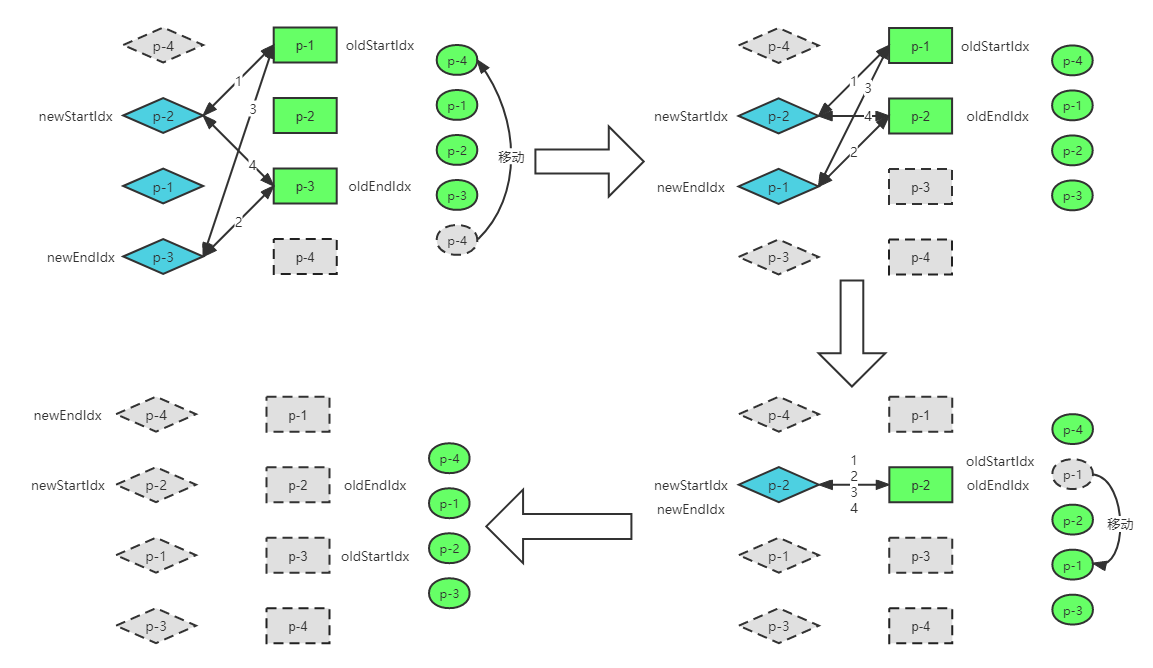 p-4
p-1
oldStartIdx
p-4
1
3
p-1
newStartIdx
p-2
p-2
p-2
移动
4
p-1
p-3
oldEndIdx
p-3
2
newEndIdx
p-3
p-4
p-4
p-4
p-1
oldStartIdx
p-4
1
3
p-1
newStartIdx
p-2
4
p-2
oldEndIdx
p-2
2
newEndIdx
p-1
p-3
p-3
p-3
p-4
newEndIdx
p-4
p-1
p-4
newStartIdx
p-2
p-2
oldEndIdx
p-1
p-1
p-3
oldStartIdx
p-2
p-3
p-3
p-4
p-4
p-1
p-4
1
oldStartIdx
p-1
newStartIdx
p-2
2
p-2
oldEndIdx
3
newEndIdx
4
p-2
移动
p-1
p-3
p-1
p-3
p-4
p-3